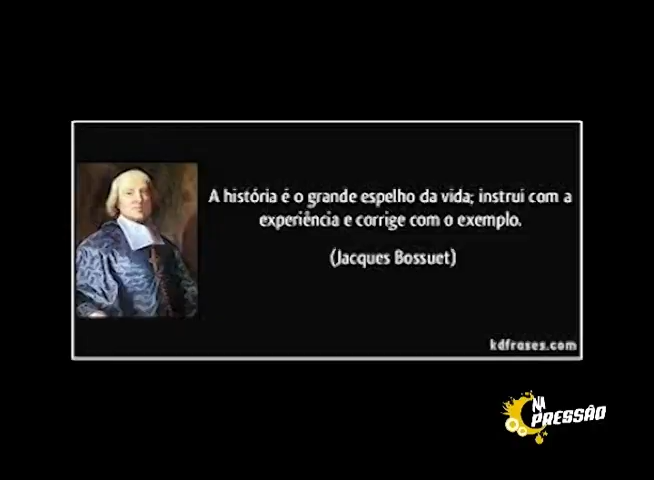 A história é o grande espelho da vida; instrui com a
experiência e corrige com o exemplo.
(Jacques Bossuet)
kdfrases.com
NA
PRESSÃO